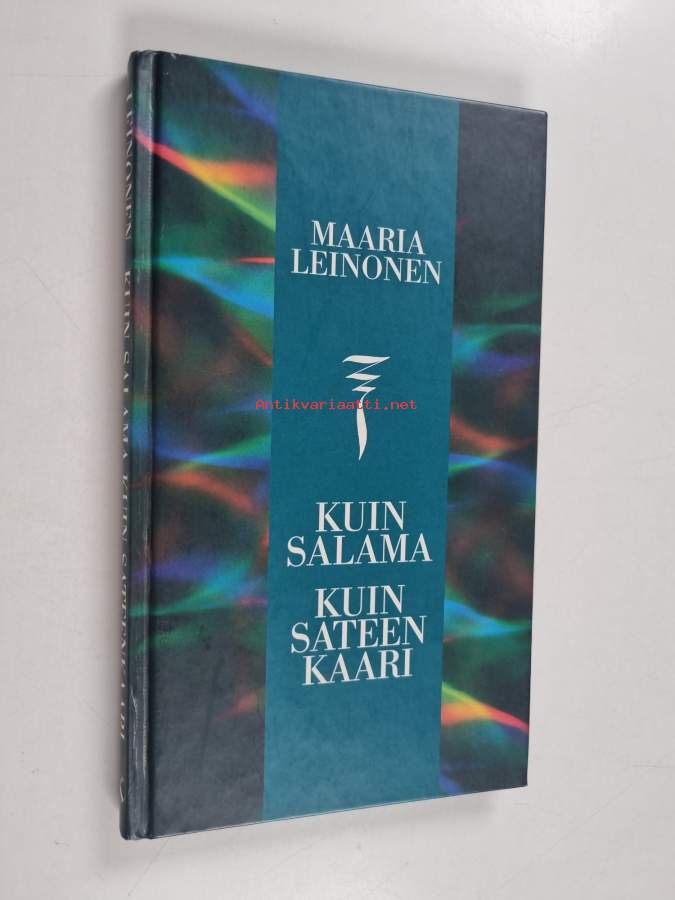 MAARIA
LEINONEN
Antikvariaatti.net
KUIN
SALAMA
KUIN
SATEEN
KAARI
LEINONEN KUIN SALAMA KUIN SATEENKAARI